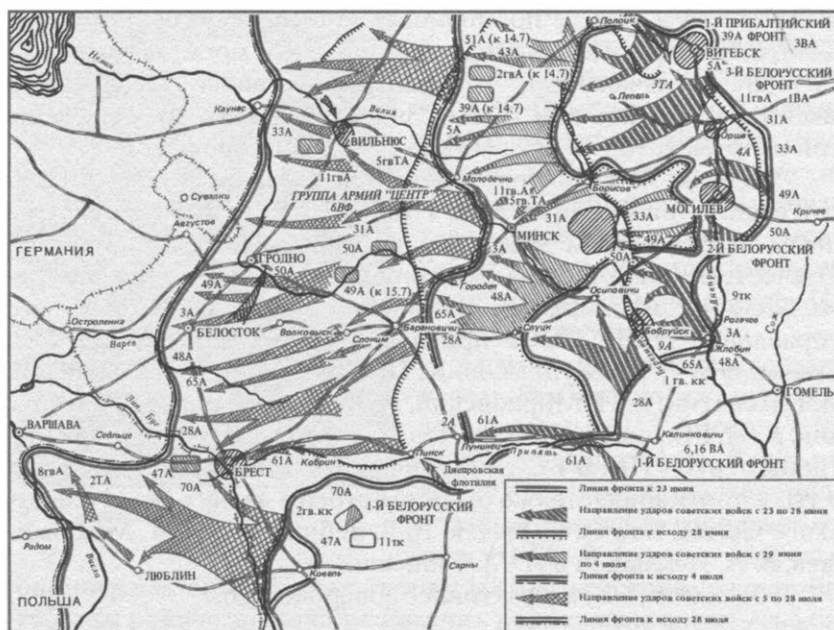 51А (к 14.7)
43А
2гвА (к 14.7)
39А (к 14.7)
5А
Полоцк
1-Й ПРИБАЛТИЙСКИЙ
ФРОНТ
39А
3ВА
ВИТЕБСК
5А
3-Й БЕЛОРУССКИЙ
ФРОНТ
3ТА
Лепель
11гвА
1ВА
31А
Орша
4А
33А
49А
МОГИЛЕВ
50А
Кричев
2-Й БЕЛОРУССКИЙ
ФРОНТ
Неман
Каунас
33А
Вилия
ВИЛЬНЮС
5гвТА
11гвА
ГРУППА АРМИЙ "ЦЕНТР"
6ВФ
31А
Молодечно
11гв.А
5гв.ТА
Борисов
31А
33А
49А
50А
МИНСК
3А
Сувалки
Августов
ГЕРМАНИЯ
ГРОДНО
50А
50А
49А
49А (к 15.7)
Городея
48А
65А
28А
Осиповичи
Днепр
9тк
Рогачев
3А
Сож
Бобруйск
9А
Жлобин
65А
48А
1 гв. кк
ГОМЕЛЬ
28А
Остроленка
3А
БЕЛОСТОК
Волковыск
Слоним
Барановичи
Слуцк
48А
65А
Нарев
Зап. Буг
ВАРШАВА
Седльце
28А
47А
БРЕСТ
70А
61А
Кобрин
Пинск
2А
Лунинец
61А
Припять
61А
Калинковичи
6,16 ВА
1-Й БЕЛОРУССКИЙ
ФРОНТ
Днепровская
флотилия
8гвА
2ТА
Радом
Висла
ЛЮБЛИН
ПОЛЬША
70А
2гв.кк
1-Й БЕЛОРУССКИЙ
ФРОНТ
47А
11тк
Ковель
Сарны
Линия фронта к 23 июня
Направление ударов советских войск с 23 по 28 июня
Линия фронта к исходу 28 июня
Направление ударов советских войск с 29 июня
по 4 июля
Линия фронта к исходу 4 июля
Направление ударов советских войск с 5 по 28 июля
Линия фронта к исходу 28 июля